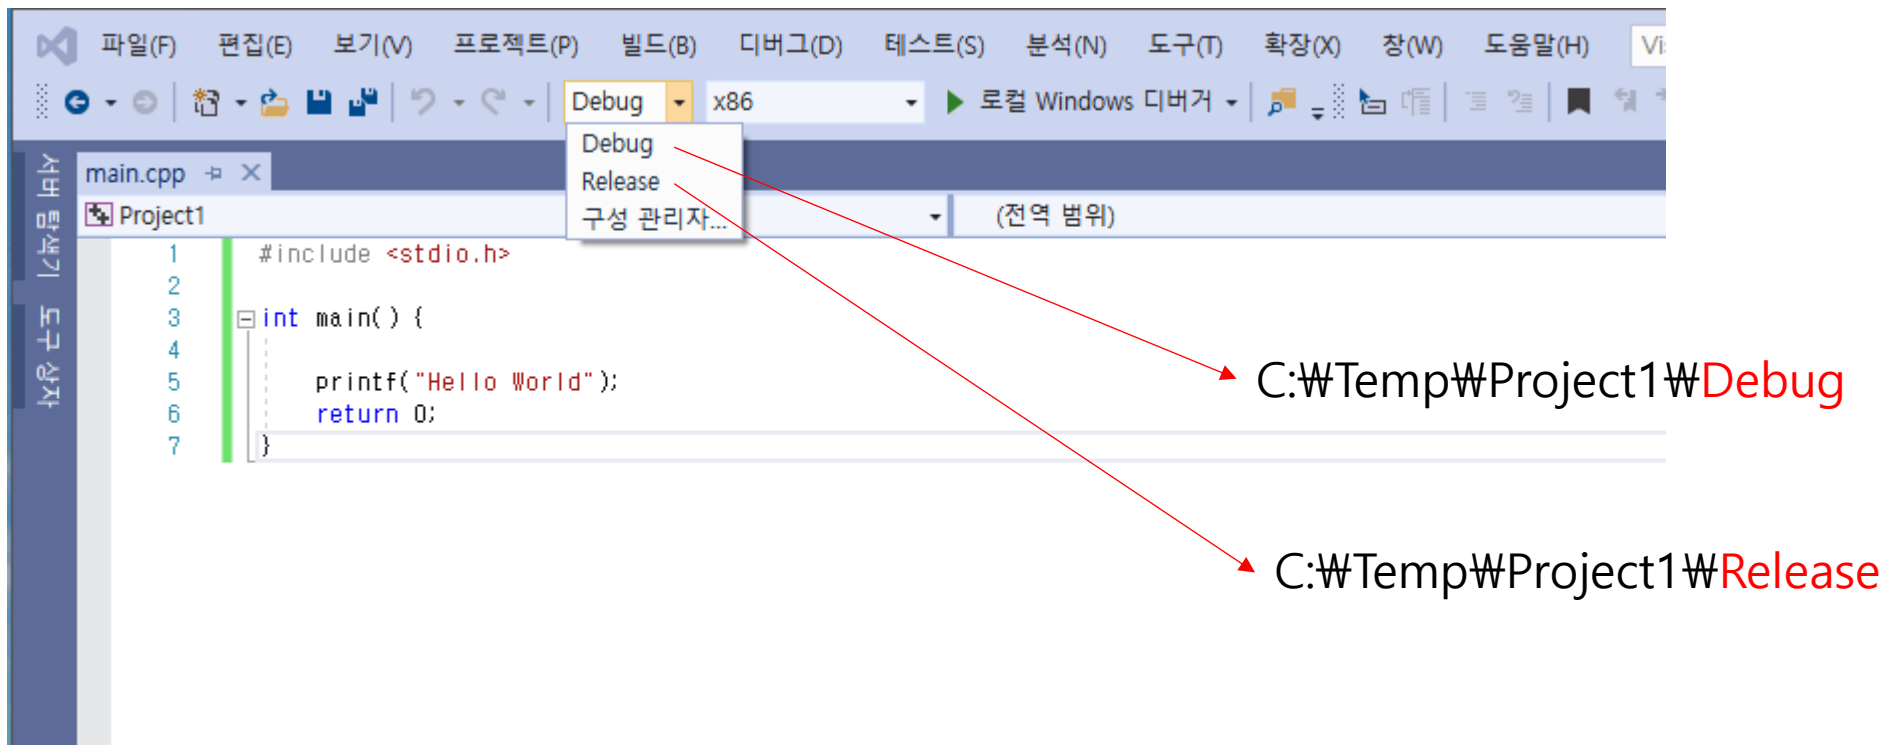 파일(F) 편집(E) 보기(V) 프로젝트(P) 빌드(B) 디버그(D) 테스트(S) 분석(N) 도구(T) 확장(X) 창(W) 도움말(H)
Debug x86 로컬 Windows 디버거
Debug
Release
구성 관리자...
서버 탐색기
도구 상자
main.cpp
Project1 (전역 범위)
1 #include <stdio.h>
2
3 int main() {
4
5 printf("Hello World");
6 return 0;
7 }
C:₩Temp₩Project1₩Debug
C:₩Temp₩Project1₩Release